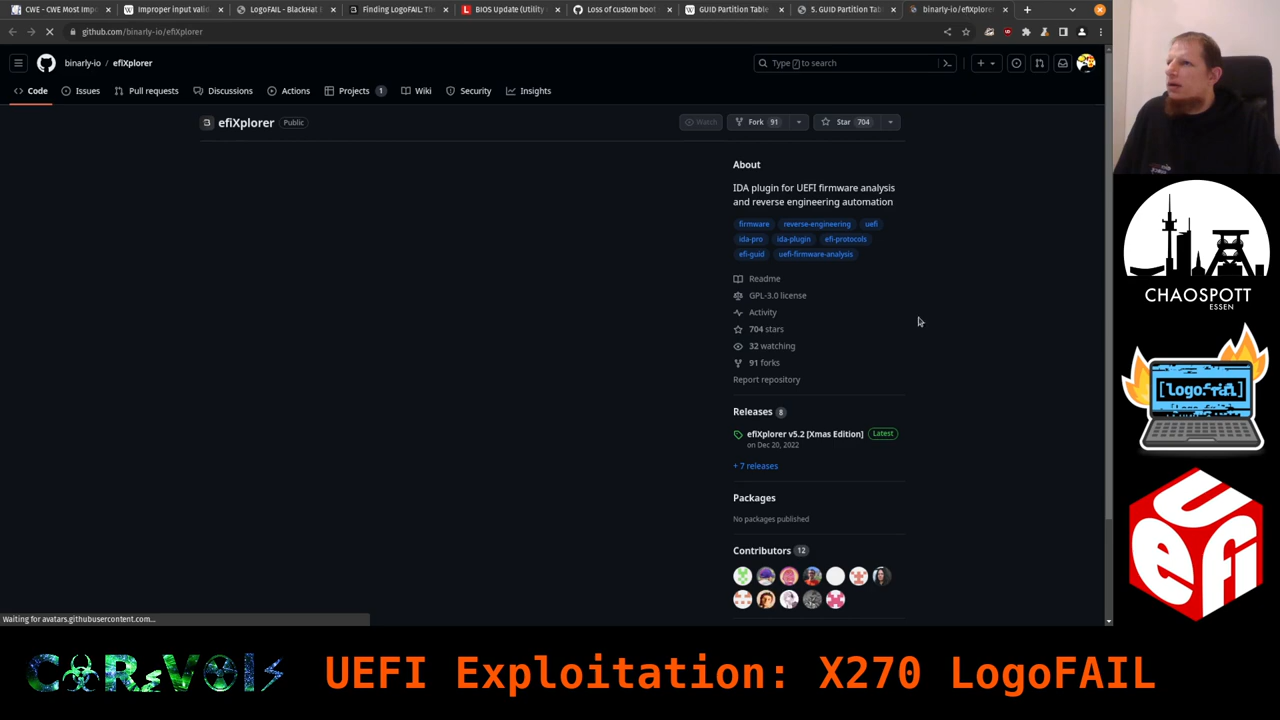 CWE - CWE Most Imp
Improper input valid
LogoFAIL - BlackHat
Finding LogoFAIL: Th
BIOS Update (Utility
Loss of custom boot
GUID Partition Table
5. GUID Partition Tabl
binarly-io/efiXplorer
github.com/binarly-io/efiXplorer
binarly-io / efiXplorer
Type / to search
Code
Issues
Pull requests
Discussions
Actions
Projects 1
Wiki
Security
Insights
efiXplorer Public
Watch
Fork 91
Star 704
About
IDA plugin for UEFI firmware analysis
and reverse engineering automation
firmware reverse-engineering uefi
ida-pro ida-plugin efi-protocols
efi-guid uefi-firmware-analysis
Readme
GPL-3.0 license
Activity
704 stars
32 watching
91 forks
Report repository
Releases 8
efiXplorer v5.2 [Xmas Edition] Latest
on Dec 20, 2022
+ 7 releases
Packages
No packages published
Contributors 12
Waiting for avatars.githubusercontent.com...
CHAOSPOTT
ESSEN
[logofail]
UEFI
UEFI Exploitation: X270 LogoFAIL